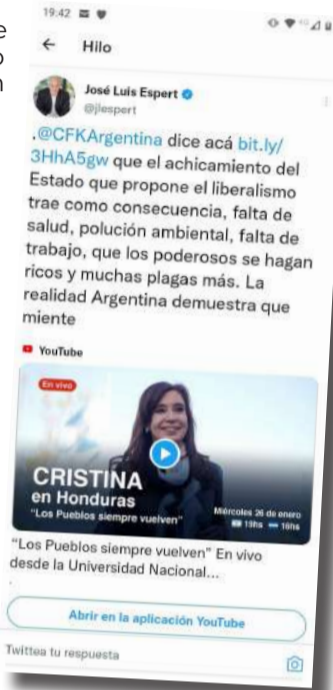 19:42
Hilo
José Luis Espert
@jlespert
.@CFKArgentina dice acá bit.ly/
3HhA5gw que el achicamiento del
Estado que propone el liberalismo
trae como consecuencia, falta de
salud, polución ambiental, falta de
trabajo, que los poderosos se hagan
ricos y muchas plagas más. La
realidad Argentina demuestra que
miente
YouTube
En vivo
CRISTINA
en Honduras
"Los Pueblos siempre vuelven"
Miércoles 26 de enero
13hs 16hs
"Los Pueblos siempre vuelven" En vivo
desde la Universidad Nacional...
Abrir en la aplicación YouTube
Twittea tu respuesta